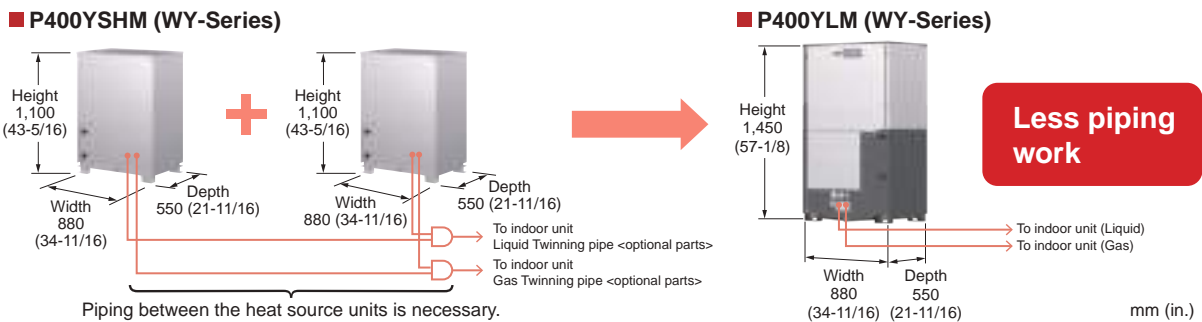 P400YSHM (WY-Series)
Height
1,100
(43-5/16)
Width
880
(34-11/16)
Depth
550 (21-11/16)
Height
1,100
(43-5/16)
Width
880 (34-11/16)
Depth
550 (21-11/16)
To indoor unit
Liquid Twinning pipe <optional parts>
To indoor unit
Gas Twinning pipe <optional parts>
Piping between the heat source units is necessary.
P400YLM (WY-Series)
Height
1,450
(57-1/8)
Width
880
(34-11/16)
Depth
550
(21-11/16)
To indoor unit (Liquid)
To indoor unit (Gas)
Less piping
work
mm (in.)